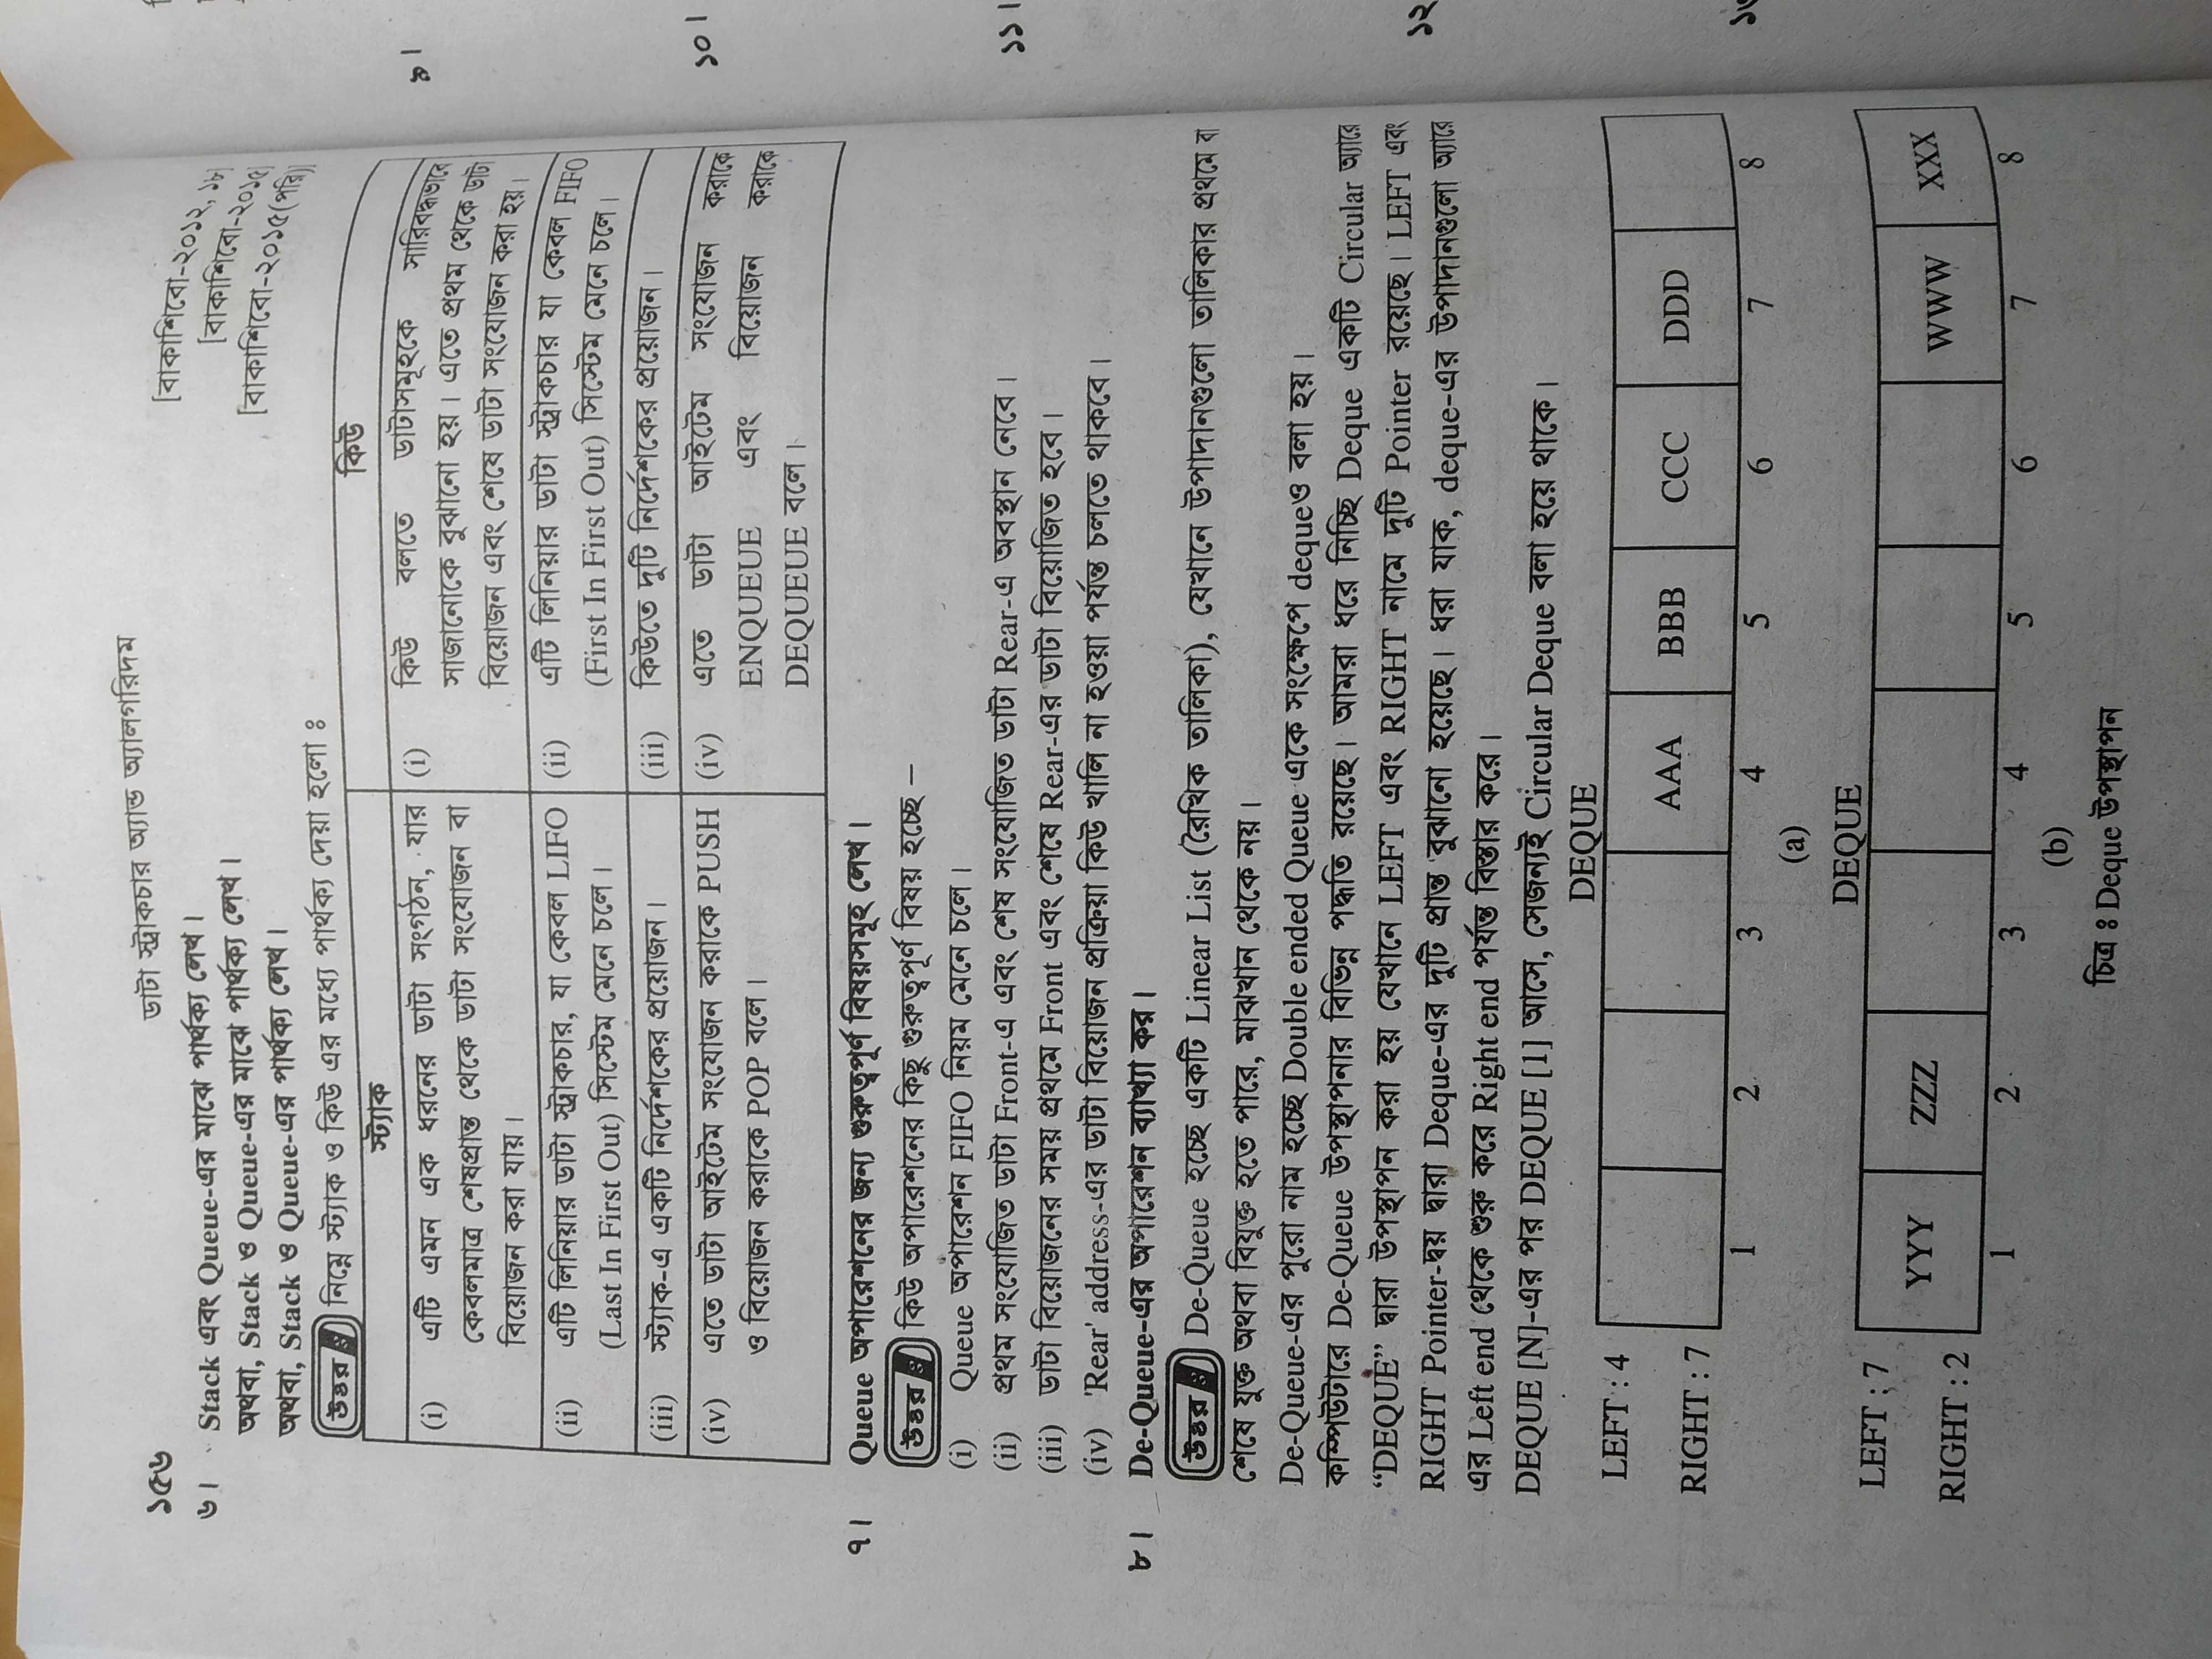 ১৫৬
ডাটা স্ট্রাকচার অ্যান্ড অ্যালগরিদম
৬। Stack এবং Queue-এর মাঝে পার্থক্য লেখ। [বাকাশিবো-২০১২, ১৮]
অথবা, Stack ও Queue-এর মাঝে পার্থক্য লেখ। [বাকাশিবো-২০১৫]
অথবা, Stack ও Queue-এর পার্থক্য লেখ। [বাকাশিবো-২০১৫(পরি)]
উত্তরঃ নিম্নে স্ট্যাক ও কিউ এর মধ্যে পার্থক্য দেয়া হলো ঃ
স্ট্যাক
(i) এটি এমন এক ধরনের ডাটা সংগঠন, যার
কেবলমাত্র শেষপ্রান্ত থেকে ডাটা সংযোজন বা
বিয়োজন করা যায়।
(ii) এটি লিনিয়ার ডাটা স্ট্রাকচার, যা কেবল LIFO
(Last In First Out) সিস্টেম মেনে চলে।
(iii) স্ট্যাক-এ একটি নির্দেশকের প্রয়োজন।
(iv) এতে ডাটা আইটেম সংযোজন করাকে PUSH
ও বিয়োজন করাকে POP বলে।
কিউ
(i) কিউ বলতে ডাটাসমূহকে সারিবদ্ধভাবে
সাজানোকে বুঝানো হয়। এতে প্রথম থেকে ডাটা
বিয়োজন এবং শেষে ডাটা সংযোজন করা হয়।
(ii) এটি লিনিয়ার ডাটা স্ট্রাকচার যা কেবল FIFO
(First In First Out) সিস্টেম মেনে চলে।
(iii) কিউতে দুটি নির্দেশকের প্রয়োজন।
(iv) এতে ডাটা আইটেম সংযোজন করাকে
ENQUEUE এবং বিয়োজন করাকে
DEQUEUE বলে।
৭। Queue অপারেশনের জন্য গুরুত্বপূর্ণ বিষয়সমূহ লেখ।
উত্তরঃ কিউ অপারেশনের কিছু গুরুত্বপূর্ণ বিষয় হচ্ছে –
(i) Queue অপারেশন FIFO নিয়ম মেনে চলে।
(ii) প্রথম সংযোজিত ডাটা Front-এ এবং শেষ সংযোজিত ডাটা Rear-এ অবস্থান নেবে।
(iii) ডাটা বিয়োজনের সময় প্রথমে Front এবং শেষে Rear-এর ডাটা বিয়োজিত হবে।
(iv) 'Rear' address-এর ডাটা বিয়োজন প্রক্রিয়া কিউ খালি না হওয়া পর্যন্ত চলতে থাকবে।
৮। De-Queue-এর অপারেশন ব্যাখ্যা কর।
উত্তরঃ De-Queue হচ্ছে একটি Linear List (রৈখিক তালিকা), যেখানে উপাদানগুলো তালিকার প্রথমে বা
শেষে যুক্ত অথবা বিযুক্ত হতে পারে, মাঝখান থেকে নয়।
De-Queue-এর পুরো নাম হচ্ছে Double ended Queue একে সংক্ষেপে dequeও বলা হয়।
কম্পিউটারে De-Queue উপস্থাপনার বিভিন্ন পদ্ধতি রয়েছে। আমরা ধরে নিচ্ছি Deque একটি Circular অ্যারে
“DEQUE” দ্বারা উপস্থাপন করা হয় যেখানে LEFT এবং RIGHT নামে দুটি Pointer রয়েছে। LEFT এবং
RIGHT Pointer-দ্বয় দ্বারা Deque-এর দুটি প্রান্ত বুঝানো হয়েছে। ধরা যাক, deque-এর উপাদানগুলো অ্যারে
এর Left end থেকে শুরু করে Right end পর্যন্ত বিস্তার করে।
DEQUE [N]-এর পর DEQUE [1] আসে, সেজন্যই Circular Deque বলা হয়ে থাকে।
DEQUE
LEFT : 4
RIGHT : 7
AAA BBB CCC DDD
1 2 3 4 5 6 7 8
(a)
DEQUE
LEFT : 7
RIGHT : 2
YYY ZZZ WWW XXX
1 2 3 4 5 6 7 8
(b)
চিত্র ঃ Deque উপস্থাপন
৯।
১০।
১১।
১২